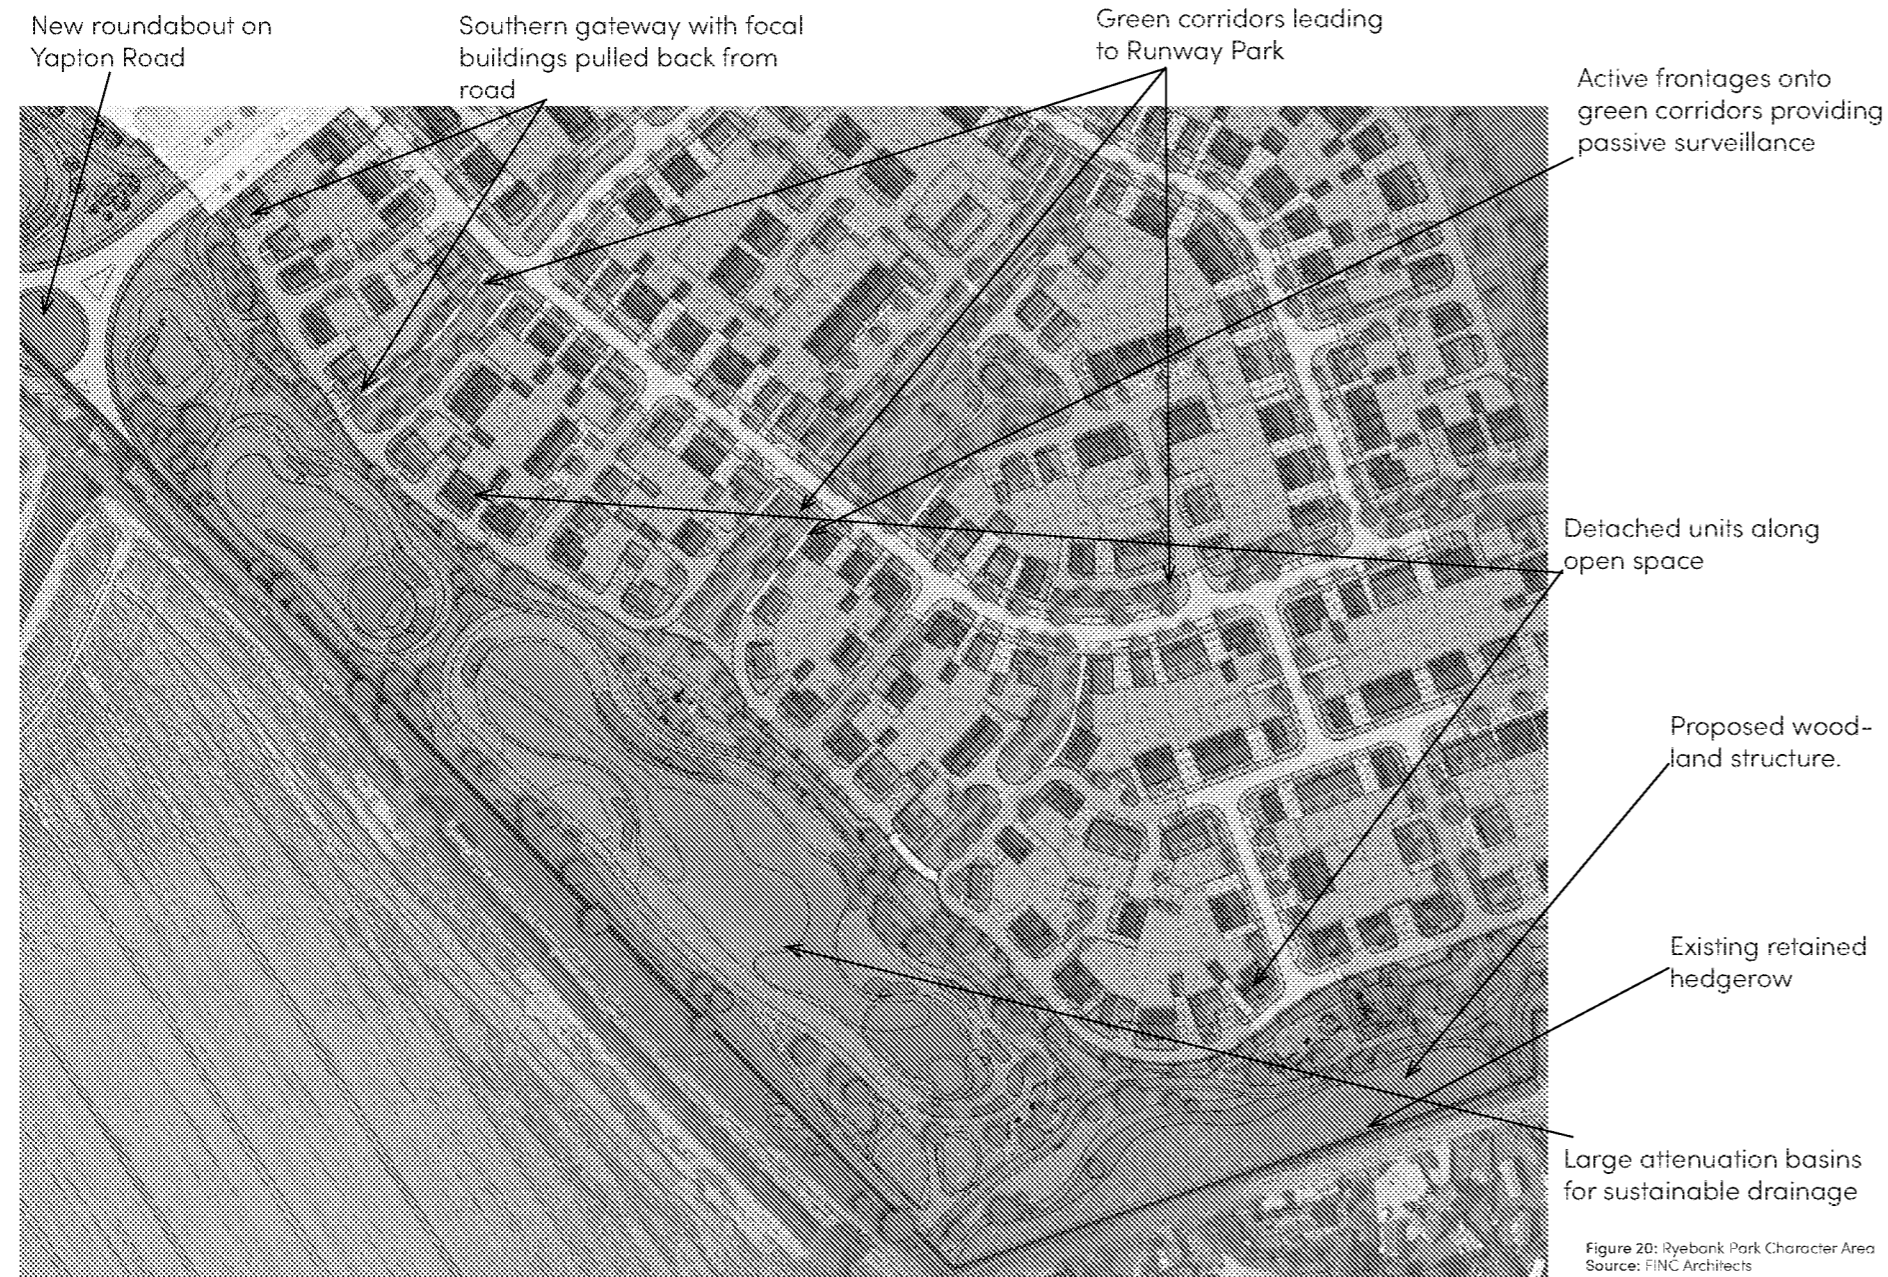 New roundabout on
Yapton Road
Southern gateway with focal
buildings pulled back from
road
Green corridors leading
to Runway Park
Active frontages onto
green corridors providing
passive surveillance
Detached units along
open space
Proposed wood-
land structure.
Existing retained
hedgerow
Large attenuation basins
for sustainable drainage
Figure 20: Ryebank Park Character Area
Source: FINC Architects